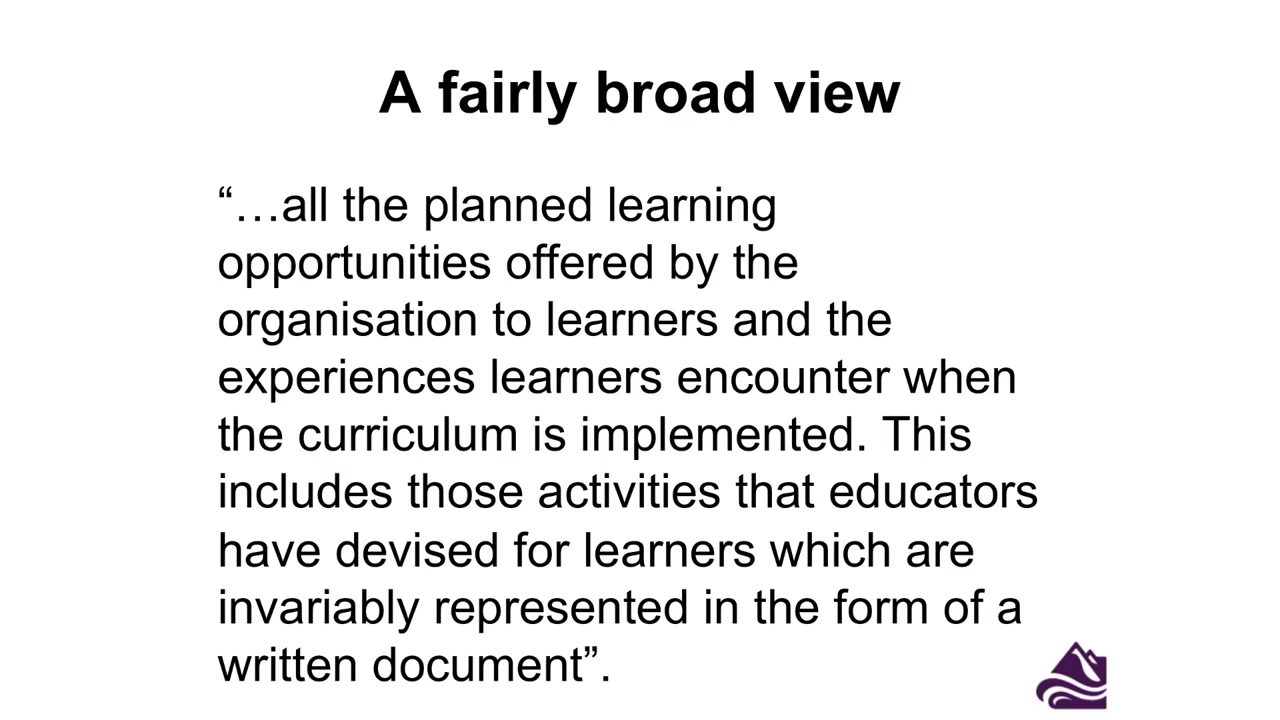 A fairly broad view
“…all the planned learning
opportunities offered by the
organisation to learners and the
experiences learners encounter when
the curriculum is implemented. This
includes those activities that educators
have devised for learners which are
invariably represented in the form of a
written document”.